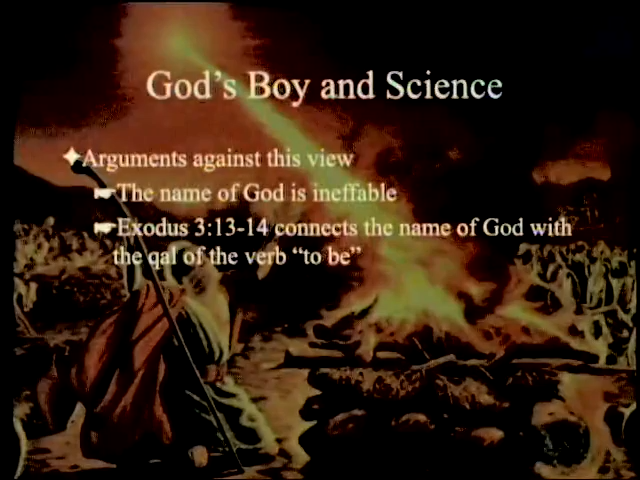 God's Boy and Science
Arguments against this view
The name of God is ineffable
Exodus 3:13-14 connects the name of God with
the qal of the verb "to be"